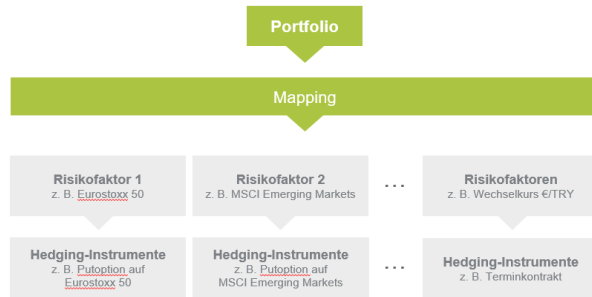 Portfolio
Mapping
Risikofaktor 1
z. B. Eurostoxx 50
Risikofaktor 2
z. B. MSCI Emerging Markets
...
Risikofaktoren
z. B. Wechselkurs €/TRY
Hedging-Instrumente
z. B. Putoption auf
Eurostoxx 50
Hedging-Instrumente
z. B. Putoption auf
MSCI Emerging Markets
...
Hedging-Instrumente
z. B. Terminkontrakt